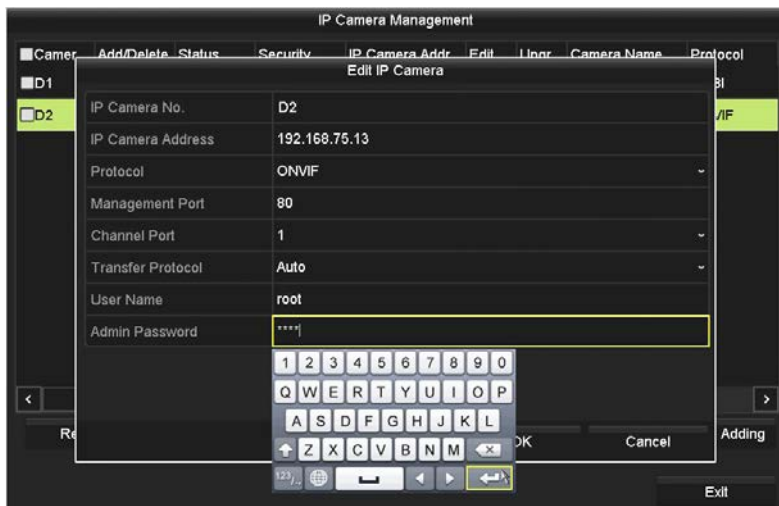 IP Camera Management
Camer Add/Delete Status Security IP Camera Addr Edit Upgr Camera Name Protocol
Edit IP Camera
D1
D2
IP Camera No. D2
IP Camera Address 192.168.75.13
Protocol ONVIF
Management Port 80
Channel Port 1
Transfer Protocol Auto
User Name root
Admin Password ****
1 2 3 4 5 6 7 8 9 0
Q W E R T Y U I O P
A S D F G H J K L
Z X C V B N M
123/,.
Cancel Adding
Exit